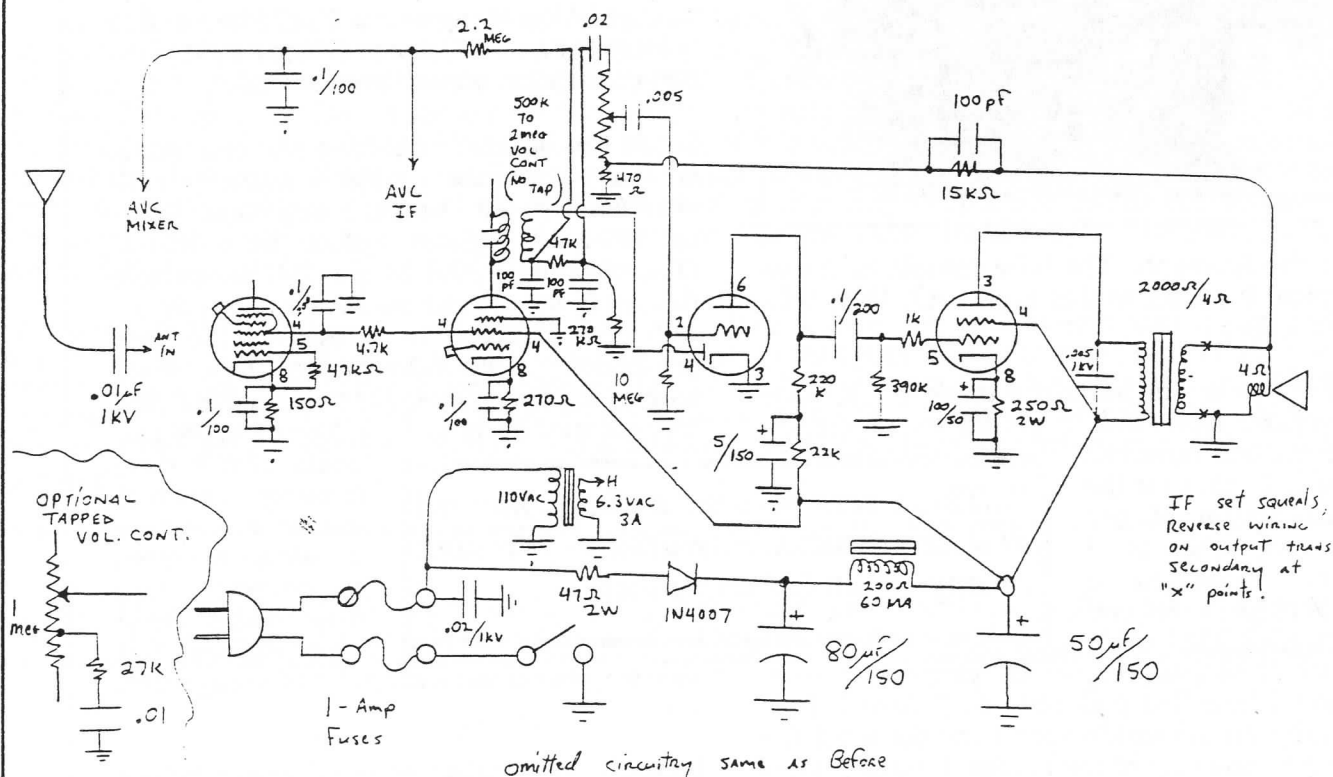 2.2
MEG
.02
.1/100
500K
TO
2meg
VOL
CONT
(NO TAP)
.005
100pf
470
Ω
15KΩ
AVC
MIXER
AVC
IF
47K
100
pf
100
PF
6
3
2000Ω/4Ω
.1/200
1K
4
.01µF
1KV
ANT
IN
4
5
8
4.7K
47KΩ
4
4
8
270
KΩ
1
4
3
10
MEG
220
K
390K
5
8
.005
1KV
4Ω
.1/100
150Ω
.1/100
270Ω
+
100/50
250Ω
2W
x
x
+
5/150
22K
OPTIONAL
TAPPED
VOL. CONT.
110VAC
H
6.3VAC
3A
IF set squeals,
Reverse wiring
on output trans
secondary at
"x" points!
1
meg
27K
.01
.02/1KV
47Ω
2W
1N4007
200Ω
60MA
+
80µf/150
+
50µf/150
1-Amp
Fuses
omitted circuitry same as Before